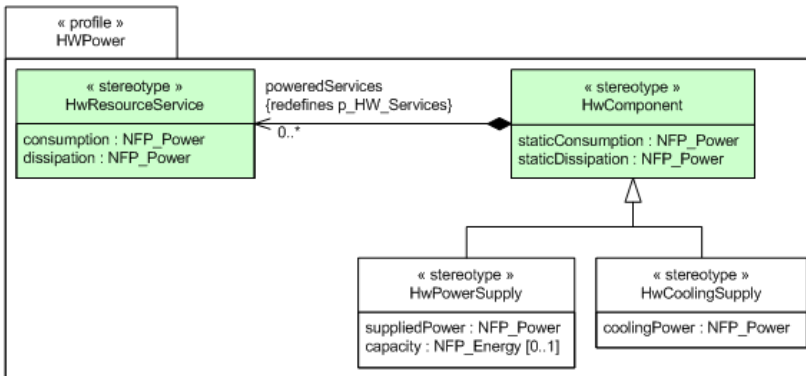 « profile »
HWPower
« stereotype »
HwResourceService
consumption : NFP_Power
dissipation : NFP_Power
poweredServices
{redefines p_HW_Services}
0..*
« stereotype »
HwComponent
staticConsumption : NFP_Power
staticDissipation : NFP_Power
« stereotype »
HwPowerSupply
suppliedPower : NFP_Power
capacity : NFP_Energy [0..1]
« stereotype »
HwCoolingSupply
coolingPower : NFP_Power